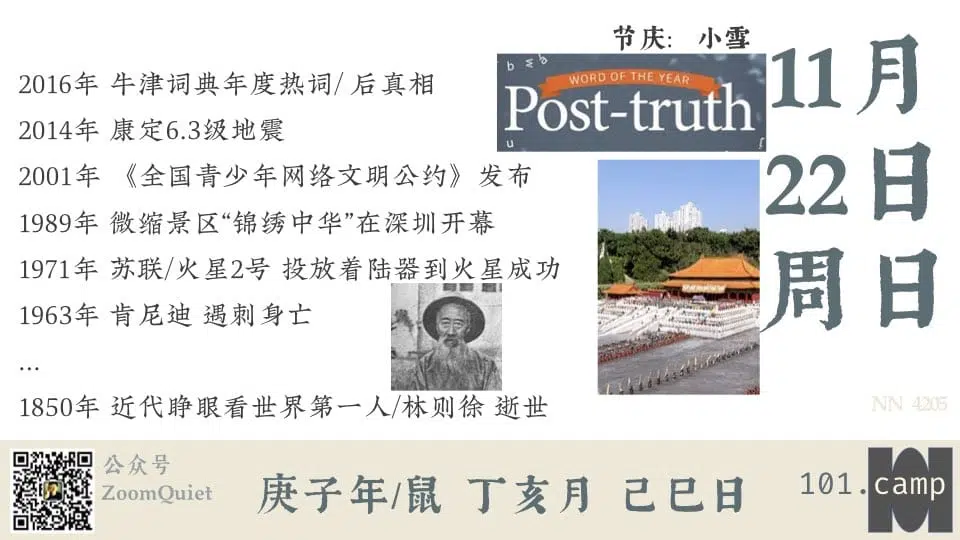 节庆: 小雪
11月
22日
周日
2016年 牛津词典年度热词/ 后真相
2014年 康定6.3级地震
2001年 《全国青少年网络文明公约》发布
1989年 微缩景区“锦绣中华”在深圳开幕
1971年 苏联/火星2号 投放着陆器到火星成功
1963年 肯尼迪 遇刺身亡
...
1850年 近代睁眼看世界第一人/林则徐 逝世
WORD OF THE YEAR
Post-truth
NN 4205
公众号
ZoomQuiet
庚子年/鼠 丁亥月 己巳日
101.camp